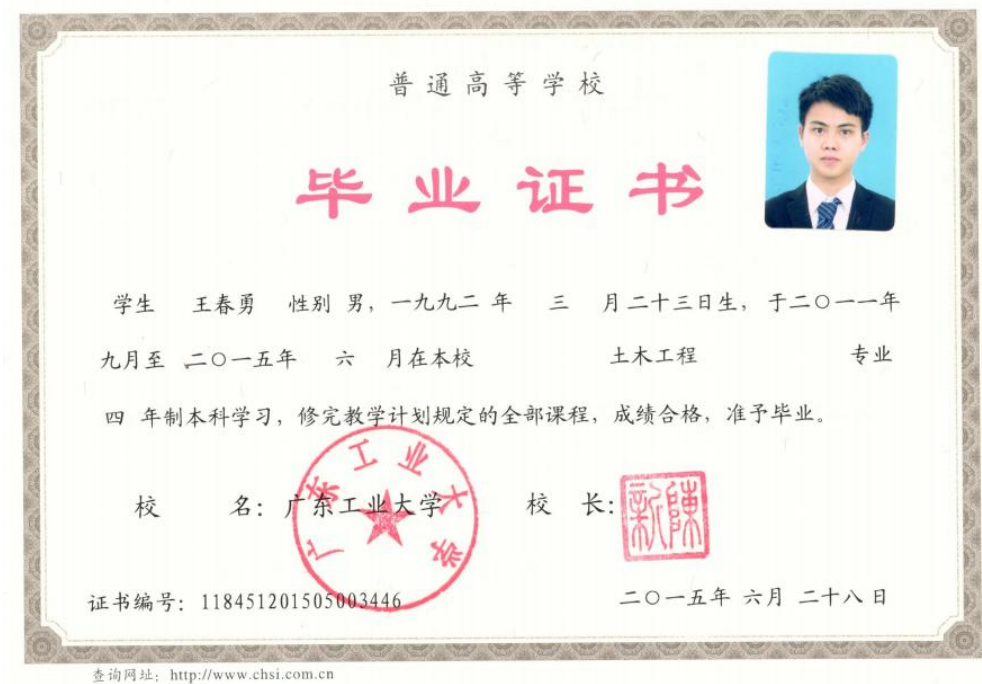 普通高等学校
毕业证书
学生 王春勇 性别 男，一九九二 年 三 月二十三日生，于二〇一一年
九月至 二〇一五年 六 月在本校 土木工程 专业
四 年制本科学习，修完教学计划规定的全部课程，成绩合格，准予毕业。
校 名：广东工业大学 校 长：
广东工业大学
陳新
证书编号：118451201505003446 二〇一五年 六月 二十八日
查询网址：http://www.chsi.com.cn